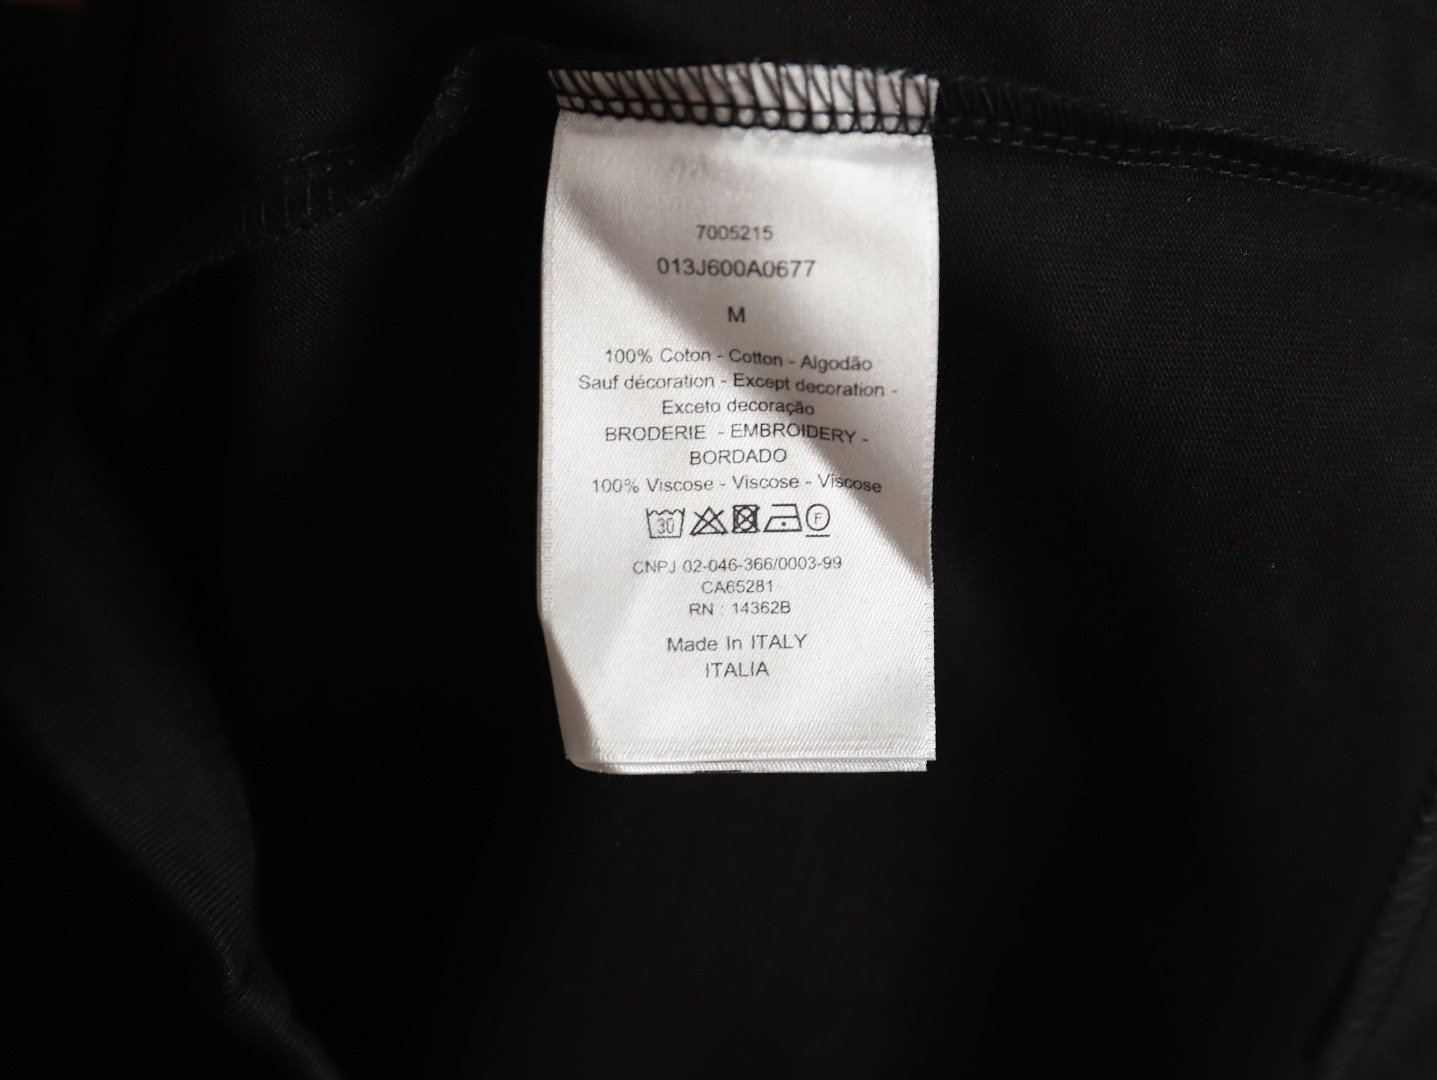 7005215
013J600A0677
M
100% Coton - Cotton - Algodão
Sauf décoration - Except decoration -
Exceto decoração
BRODERIE - EMBROIDERY -
BORDADO
100% Viscose - Viscose - Viscose
30 F
CNPJ 02-046-366/0003-99
CA65281
RN : 14362B
Made In ITALY
ITALIA